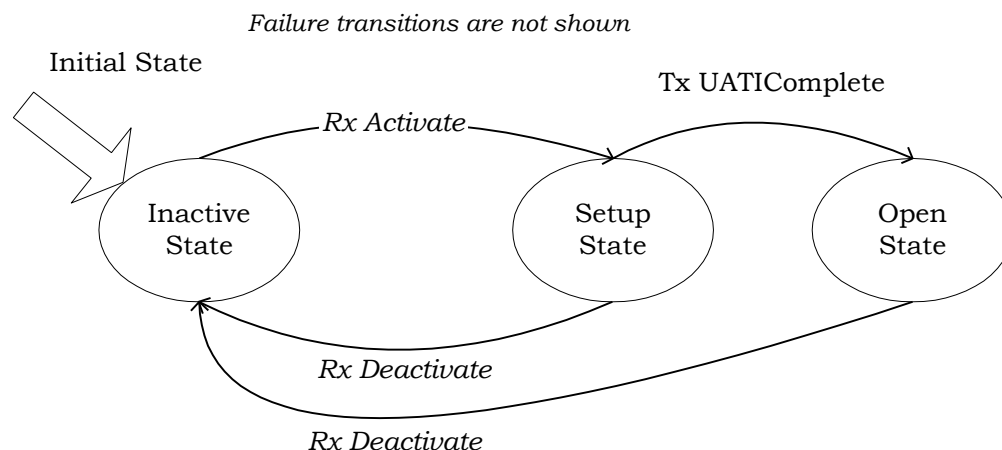 Failure transitions are not shown
Initial State
Tx UATIComplete
Rx Activate
Inactive
State
Setup
State
Open
State
Rx Deactivate
Rx Deactivate